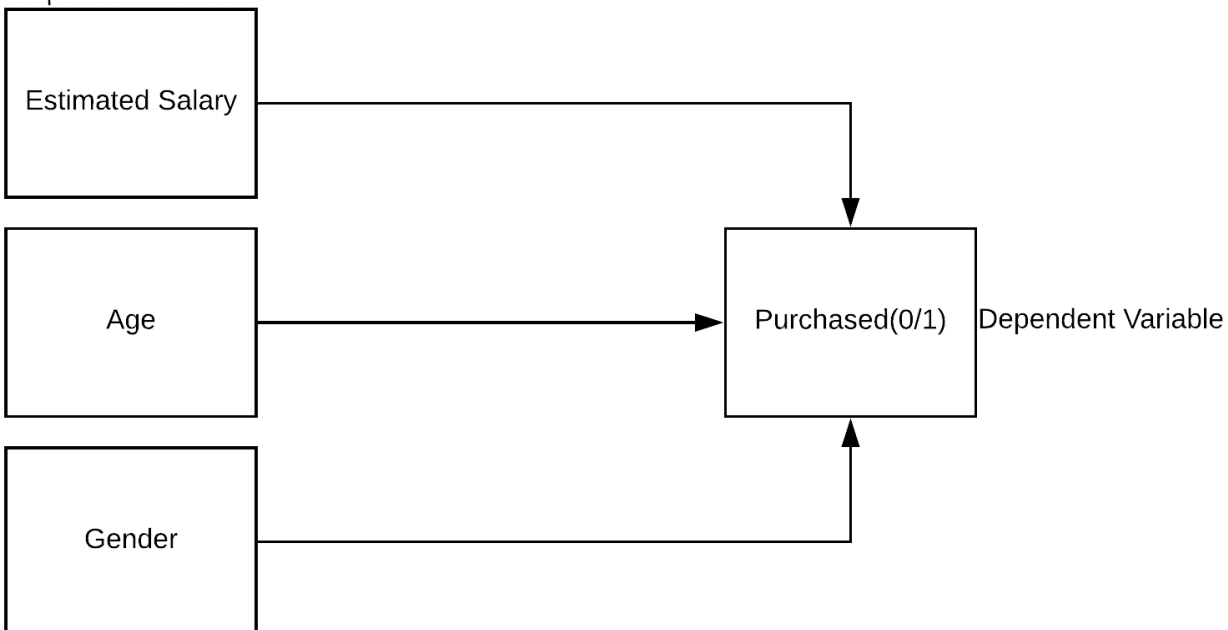 Estimated Salary
Age
Purchased(0/1)
Dependent Variable
Gender